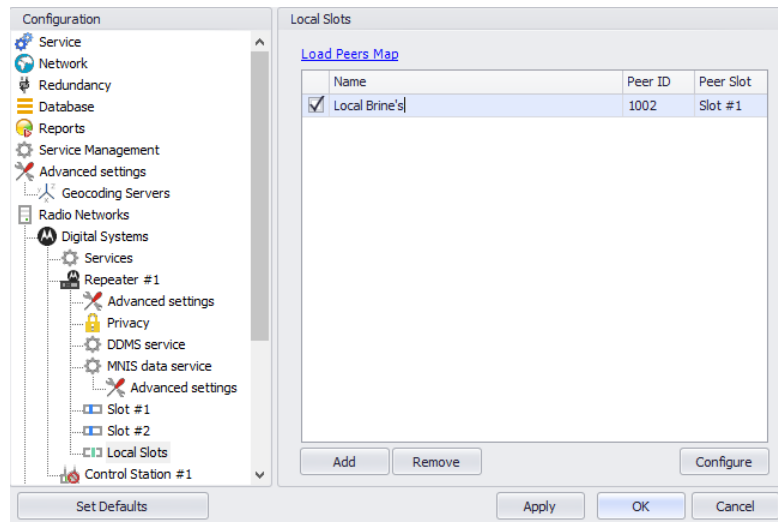 Configuration
Service
Network
Redundancy
Database
Reports
Service Management
Advanced settings
Geocoding Servers
Radio Networks
Digital Systems
Services
Repeater #1
Advanced settings
Privacy
DDMS service
MNIS data service
Advanced settings
Slot #1
Slot #2
Local Slots
Control Station #1
Set Defaults
Local Slots
Load Peers Map
Name Peer ID Peer Slot
Local Brine's 1002 Slot #1
Add Remove Configure
Apply OK Cancel